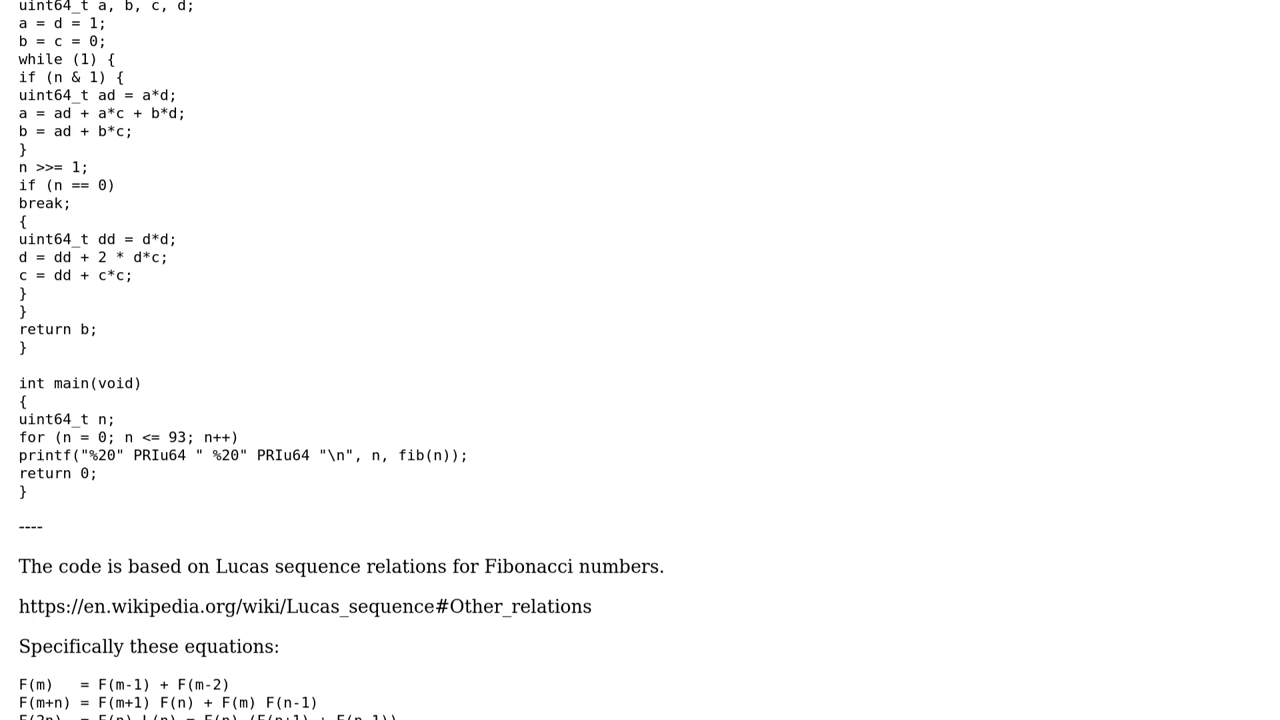 uint64_t a, b, c, d;
a = d = 1;
b = c = 0;
while (1) {
if (n & 1) {
uint64_t ad = a*d;
a = ad + a*c + b*d;
b = ad + b*c;
}
n >>= 1;
if (n == 0)
break;
{
uint64_t dd = d*d;
d = dd + 2 * d*c;
c = dd + c*c;
}
}
return b;
}

int main(void)
{
uint64_t n;
for (n = 0; n <= 93; n++)
printf("%20" PRIu64 " %20" PRIu64 "\n", n, fib(n));
return 0;
}

----

The code is based on Lucas sequence relations for Fibonacci numbers.

https://en.wikipedia.org/wiki/Lucas_sequence#Other_relations

Specifically these equations:

F(m)   = F(m-1) + F(m-2)
F(m+n) = F(m+1) F(n) + F(m) F(n-1)
F(2n)  = F(n) L(n) = F(n) (F(n+1) + F(n-1))